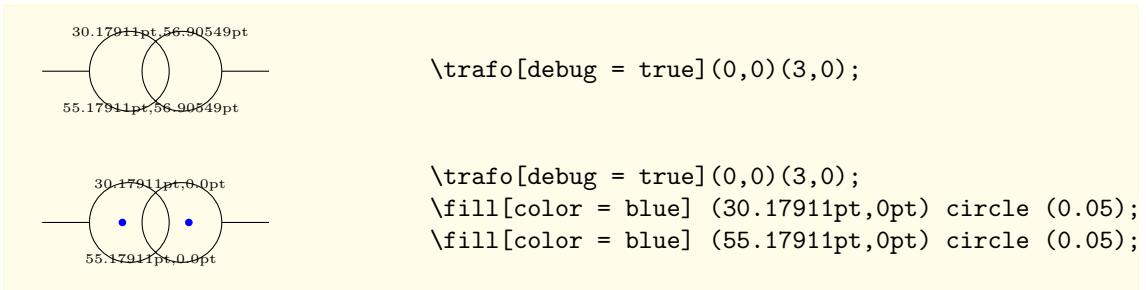 30.17911pt,56.90549pt
\trafo[debug = true](0,0)(3,0);
55.17911pt,56.90549pt
\trafo[debug = true](0,0)(3,0);
30.17911pt,0.0pt
\fill[color = blue] (30.17911pt,0pt) circle (0.05);
\fill[color = blue] (55.17911pt,0pt) circle (0.05);
55.17911pt,0.0pt